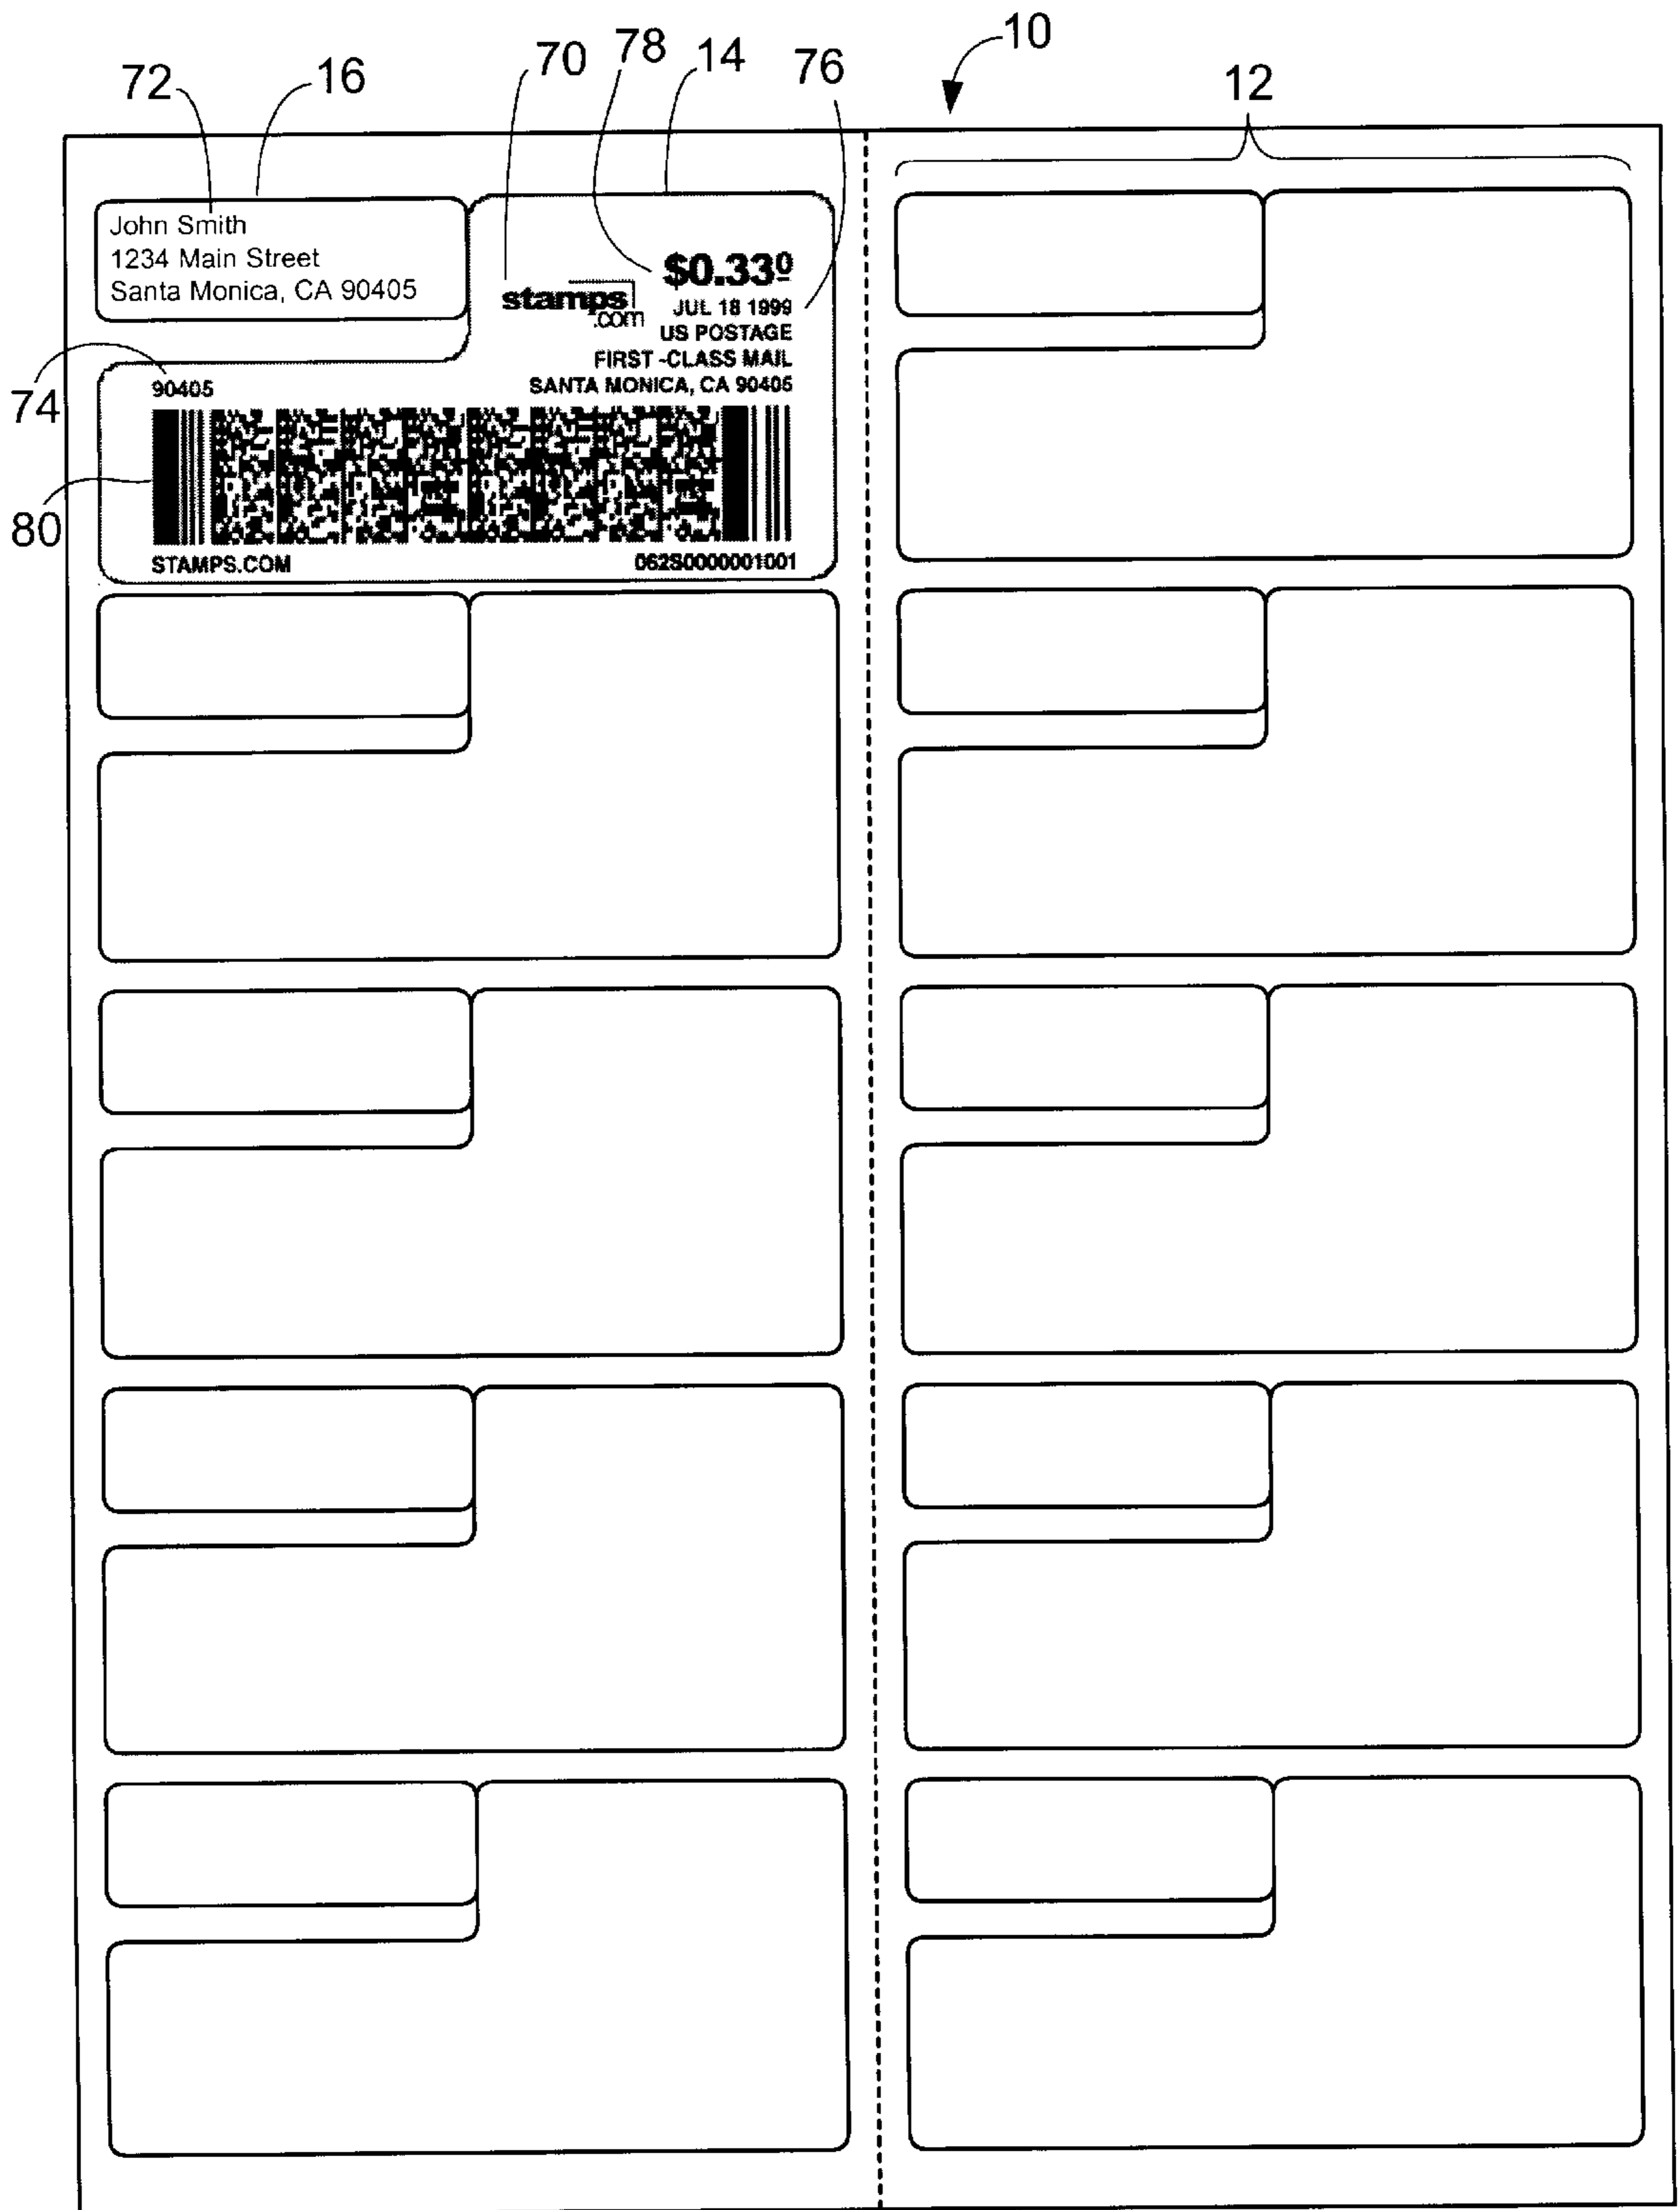 10
78
70
14
76
16
72
12
John Smith
1234 Main Street
Santa Monica, CA 90405
$0.330
stamps
.com
JUL 18 1999
US POSTAGE
FIRST -CLASS MAIL
90405
SANTA MONICA, CA 90405
74
80
STAMPS.COM
062S0000001001